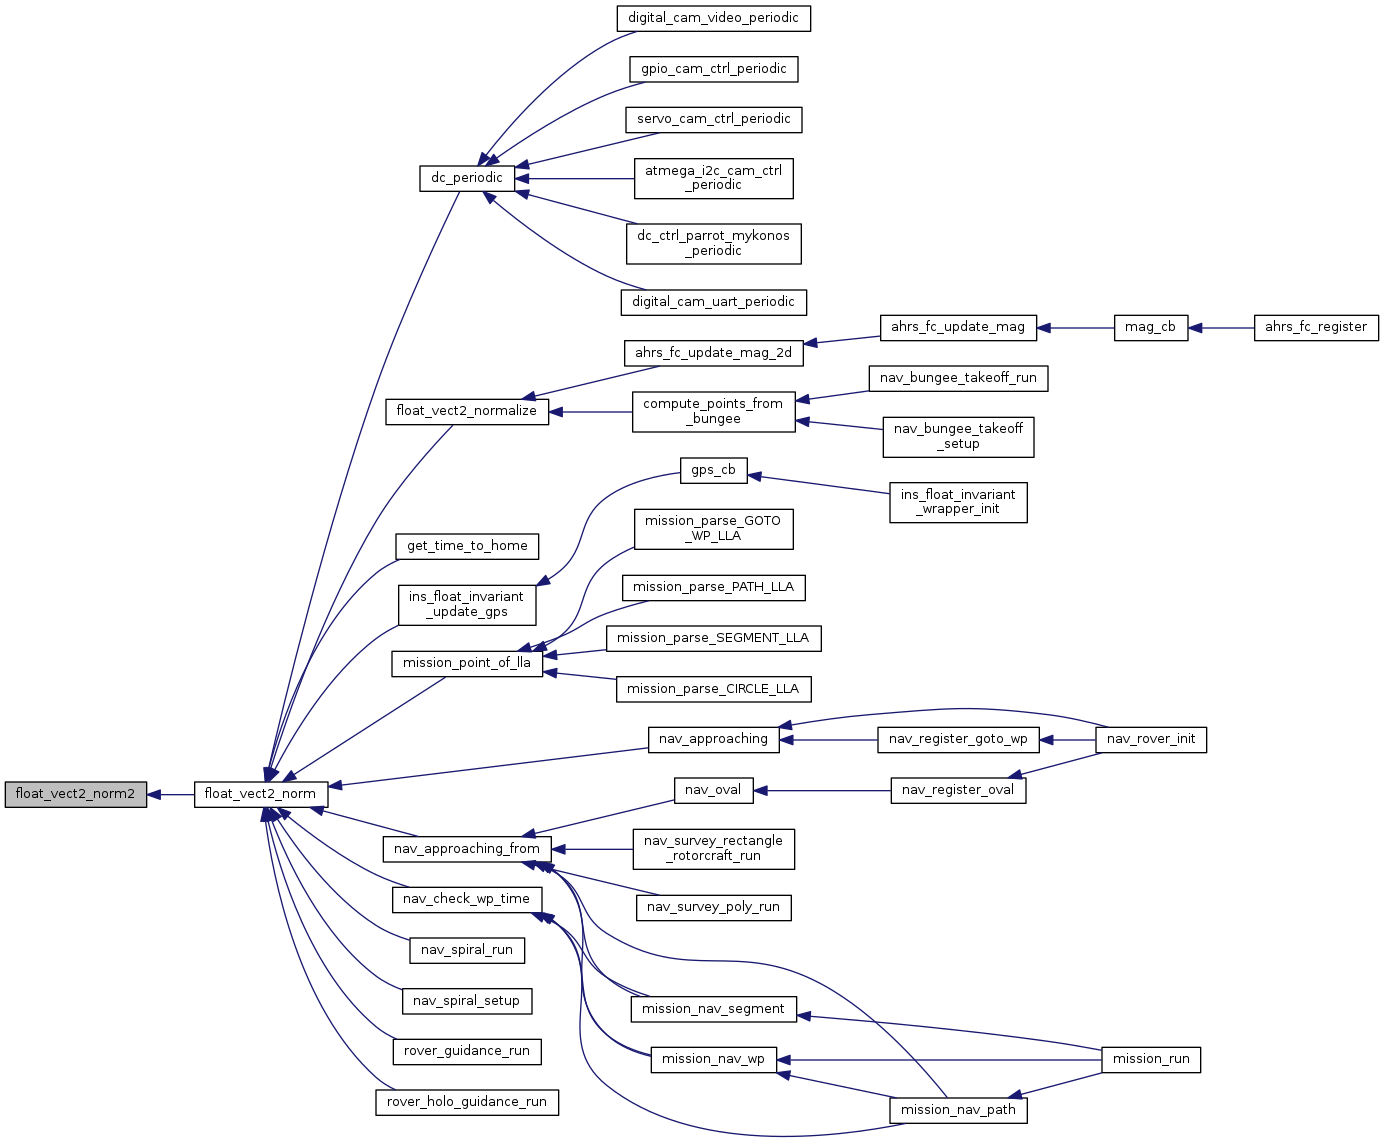 digital_cam_video_periodic
gpio_cam_ctrl_periodic
servo_cam_ctrl_periodic
dc_periodic
atmega_i2c_cam_ctrl
_periodic
dc_ctrl_parrot_mykonos
_periodic
digital_cam_uart_periodic
ahrs_fc_update_mag
mag_cb
ahrs_fc_register
ahrs_fc_update_mag_2d
nav_bungee_takeoff_run
float_vect2_normalize
compute_points_from
_bungee
nav_bungee_takeoff
_setup
gps_cb
ins_float_invariant
_wrapper_init
mission_parse_GOTO
_WP_LLA
get_time_to_home
ins_float_invariant
_update_gps
mission_parse_PATH_LLA
mission_parse_SEGMENT_LLA
mission_point_of_lla
mission_parse_CIRCLE_LLA
nav_approaching
nav_register_goto_wp
nav_rover_init
float_vect2_norm2
float_vect2_norm
nav_oval
nav_register_oval
nav_approaching_from
nav_survey_rectangle
_rotorcraft_run
nav_check_wp_time
nav_survey_poly_run
nav_spiral_run
nav_spiral_setup
mission_nav_segment
rover_guidance_run
mission_nav_wp
mission_run
rover_holo_guidance_run
mission_nav_path